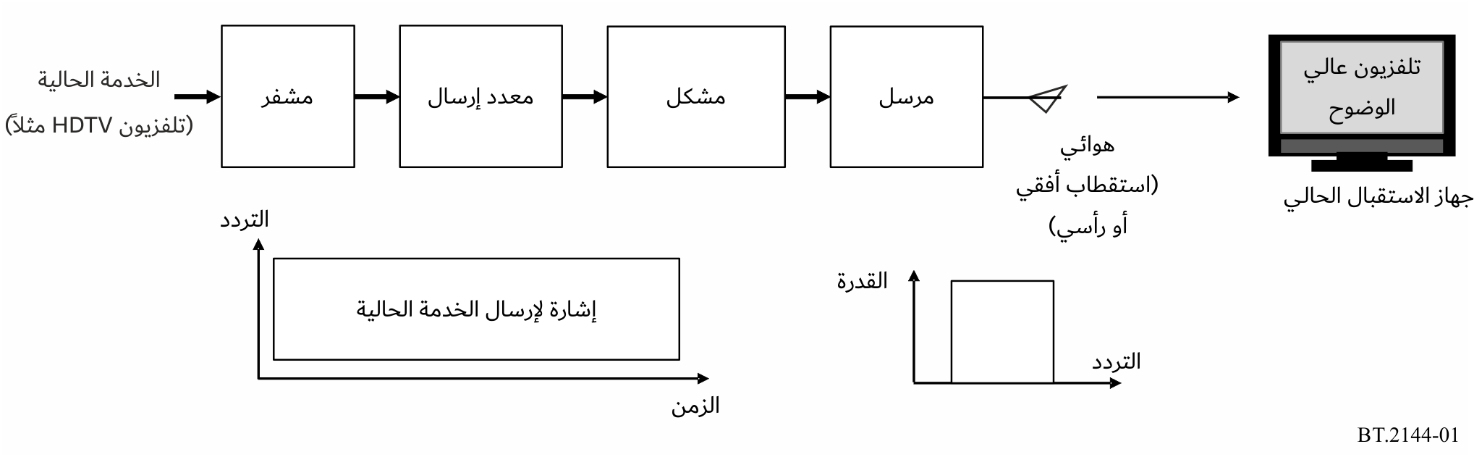 الخدمة الحالية
(تلفزيون HDTV مثلاً)
مشفر
معدد إرسال
مشكل
مرسل
هوائي
(استقطاب أفقي
أو رأسي)
تلفزيون عالي
الوضوح
جهاز الاستقبال الحالي
التردد
إشارة لإرسال الخدمة الحالية
الزمن
القدرة
التردد
BT.2144-01